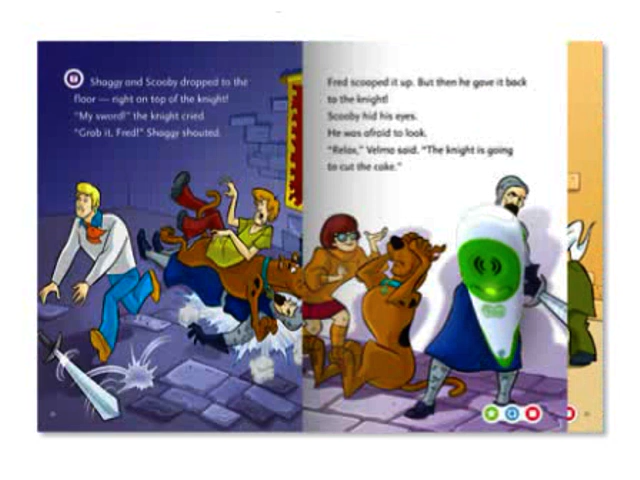 Shaggy and Scooby dropped to the
floor — right on top of the knight!
"My sword!" the knight cried.
"Grab it, Fred!" Shaggy shouted.
Fred scooped it up. But then he gave it back
to the knight!
Scooby hid his eyes.
He was afraid to look.
"Relax," Velma said. "The knight is going
to cut the cake."